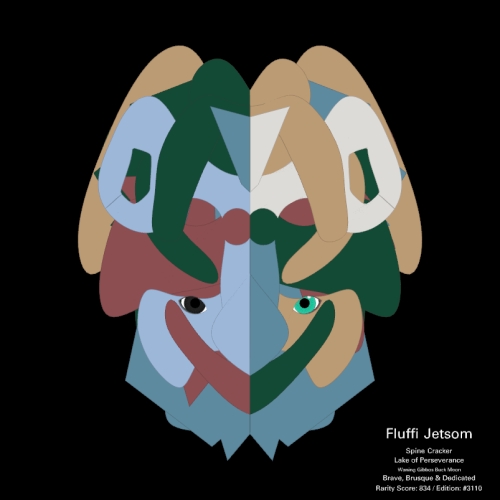 Fluffi Jetsom
Spine Cracker
Lake of Perseverance
Waning Gibbous Buck Moon
Brave, Brusque & Dedicated
Rarity Score: 834 / Edition: #3110